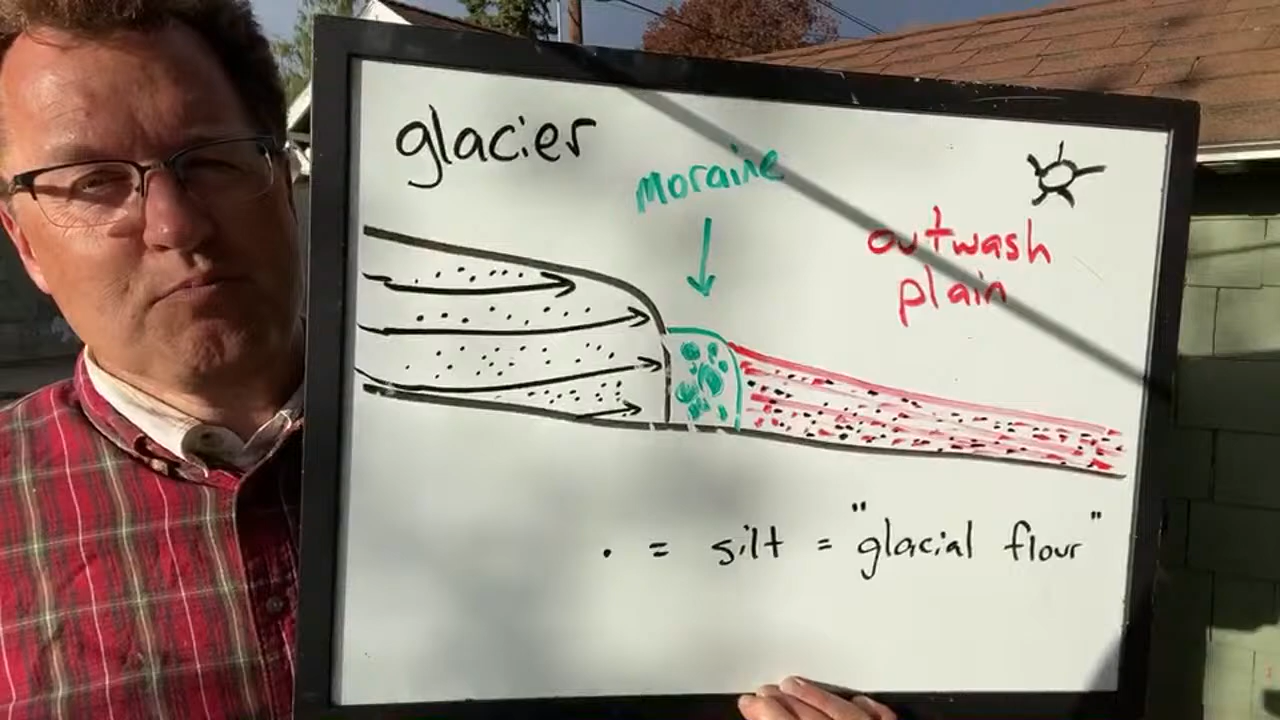 glacier
moraine
outwash
plain
. = silt = "glacial flour"